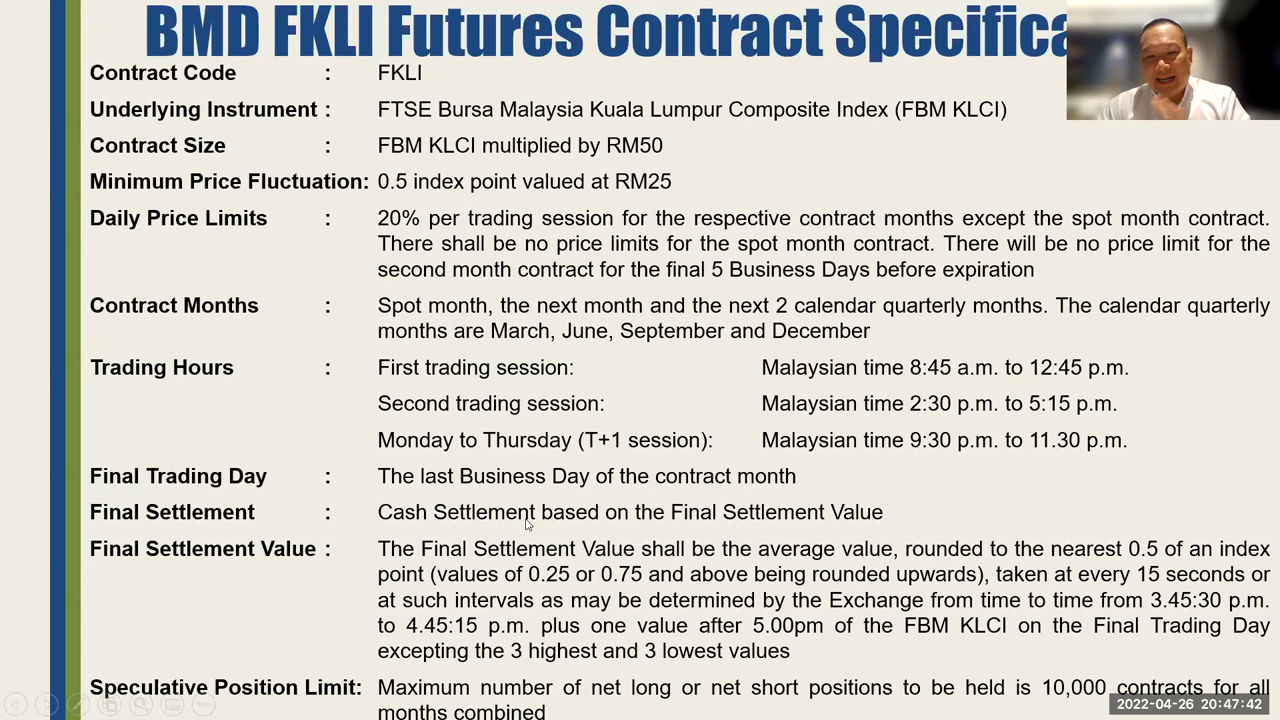 BMD FKLI Futures Contract Specifica
Contract Code : FKLI
Underlying Instrument : FTSE Bursa Malaysia Kuala Lumpur Composite Index (FBM KLCI)
Contract Size : FBM KLCI multiplied by RM50
Minimum Price Fluctuation: 0.5 index point valued at RM25
Daily Price Limits : 20% per trading session for the respective contract months except the spot month contract.
There shall be no price limits for the spot month contract. There will be no price limit for the
second month contract for the final 5 Business Days before expiration
Contract Months : Spot month, the next month and the next 2 calendar quarterly months. The calendar quarterly
months are March, June, September and December
Trading Hours : First trading session: Malaysian time 8:45 a.m. to 12:45 p.m.
Second trading session: Malaysian time 2:30 p.m. to 5:15 p.m.
Monday to Thursday (T+1 session): Malaysian time 9:30 p.m. to 11.30 p.m.
Final Trading Day : The last Business Day of the contract month
Final Settlement : Cash Settlement based on the Final Settlement Value
Final Settlement Value : The Final Settlement Value shall be the average value, rounded to the nearest 0.5 of an index
point (values of 0.25 or 0.75 and above being rounded upwards), taken at every 15 seconds or
at such intervals as may be determined by the Exchange from time to time from 3.45:30 p.m.
to 4.45:15 p.m. plus one value after 5.00pm of the FBM KLCI on the Final Trading Day
excepting the 3 highest and 3 lowest values
Speculative Position Limit: Maximum number of net long or net short positions to be held is 10,000 contracts for all
months combined
2022-04-26 20:47:42